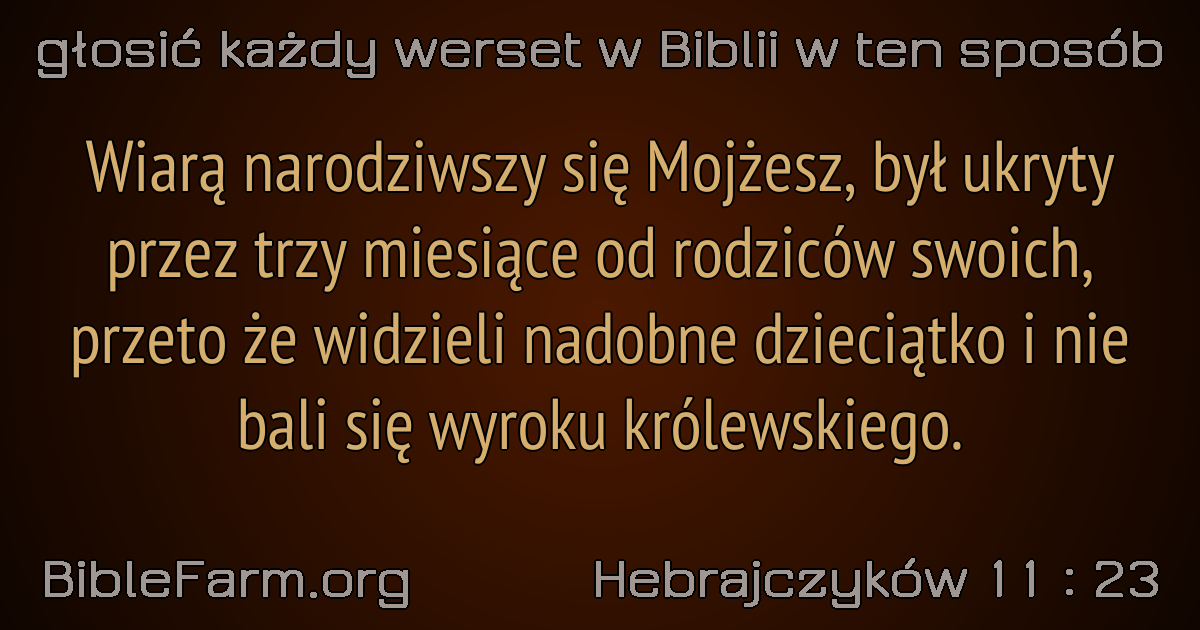 głosić każdy werset w Biblii w ten sposób
Wiarą narodziwszy się Mojżesz, był ukryty
przez trzy miesiące od rodziców swoich,
przeto że widzieli nadobne dzieciątko i nie
bali się wyroku królewskiego.
BibleFarm.org
Hebrajczyków 11 : 23